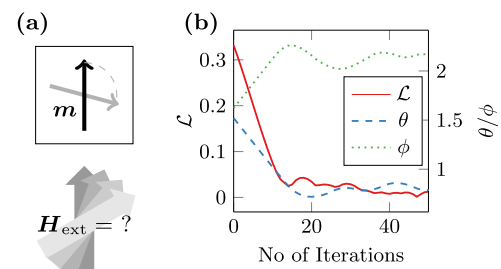 (a)
m
H_ext = ?
(b)
0.3
0.2
0.1
0
ℒ
0
20
40
No of Iterations
2
1.5
1
θ/ϕ
ℒ
θ
ϕ